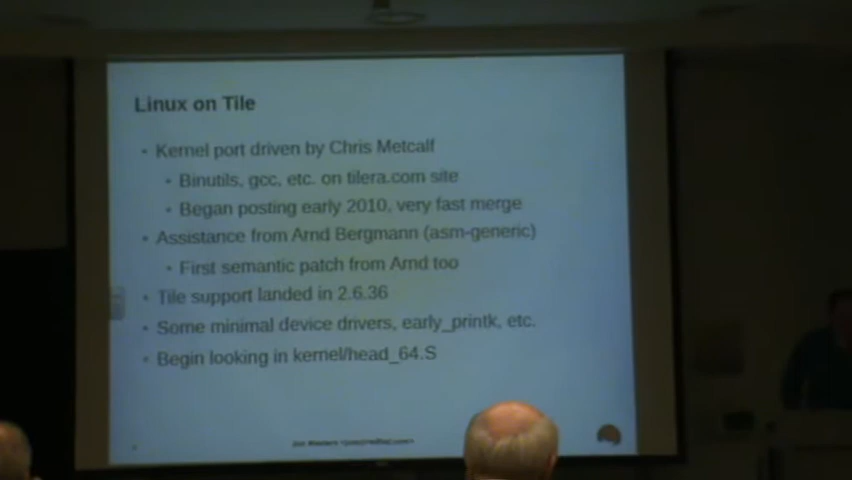 Linux on Tile
• Kernel port driven by Chris Metcalf
• Binutils, gcc, etc. on tilera.com site
• Began posting early 2010, very fast merge
• Assistance from Arnd Bergmann (asm-generic)
• First semantic patch from Arnd too
• Tile support landed in 2.6.36
• Some minimal device drivers, early_printk, etc.
• Begin looking in kernel/head_64.S